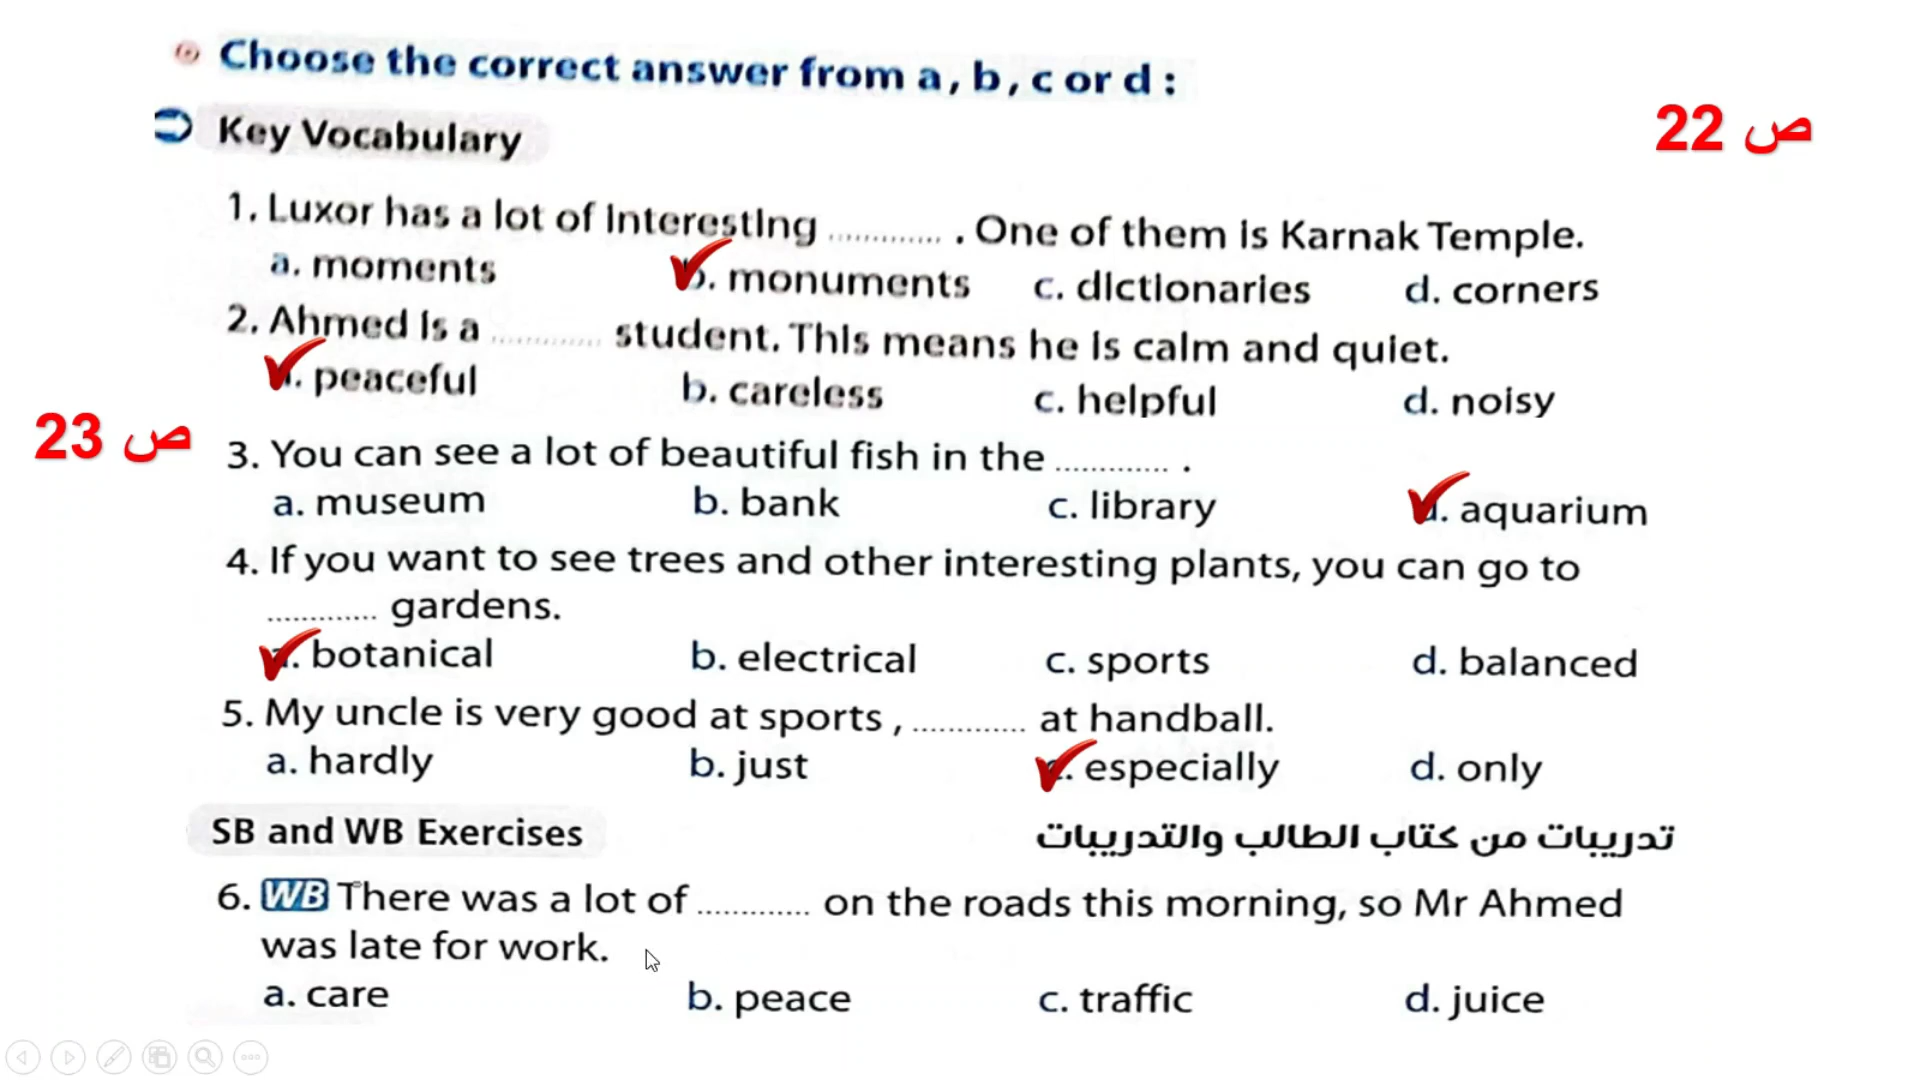 Choose the correct answer from a, b, c or d :
Key Vocabulary
ص 22
1. Luxor has a lot of interesting ............. . One of them is Karnak Temple.
a. moments b. monuments c. dictionaries d. corners
2. Ahmed is a ............. student. This means he is calm and quiet.
a. peaceful b. careless c. helpful d. noisy
ص 23
3. You can see a lot of beautiful fish in the ............. .
a. museum b. bank c. library d. aquarium
4. If you want to see trees and other interesting plants, you can go to
............. gardens.
a. botanical b. electrical c. sports d. balanced
5. My uncle is very good at sports , ............. at handball.
a. hardly b. just c. especially d. only
SB and WB Exercises تدريبات من كتاب الطالب والتدريبات
6. WB There was a lot of ............. on the roads this morning, so Mr Ahmed
was late for work.
a. care b. peace c. traffic d. juice